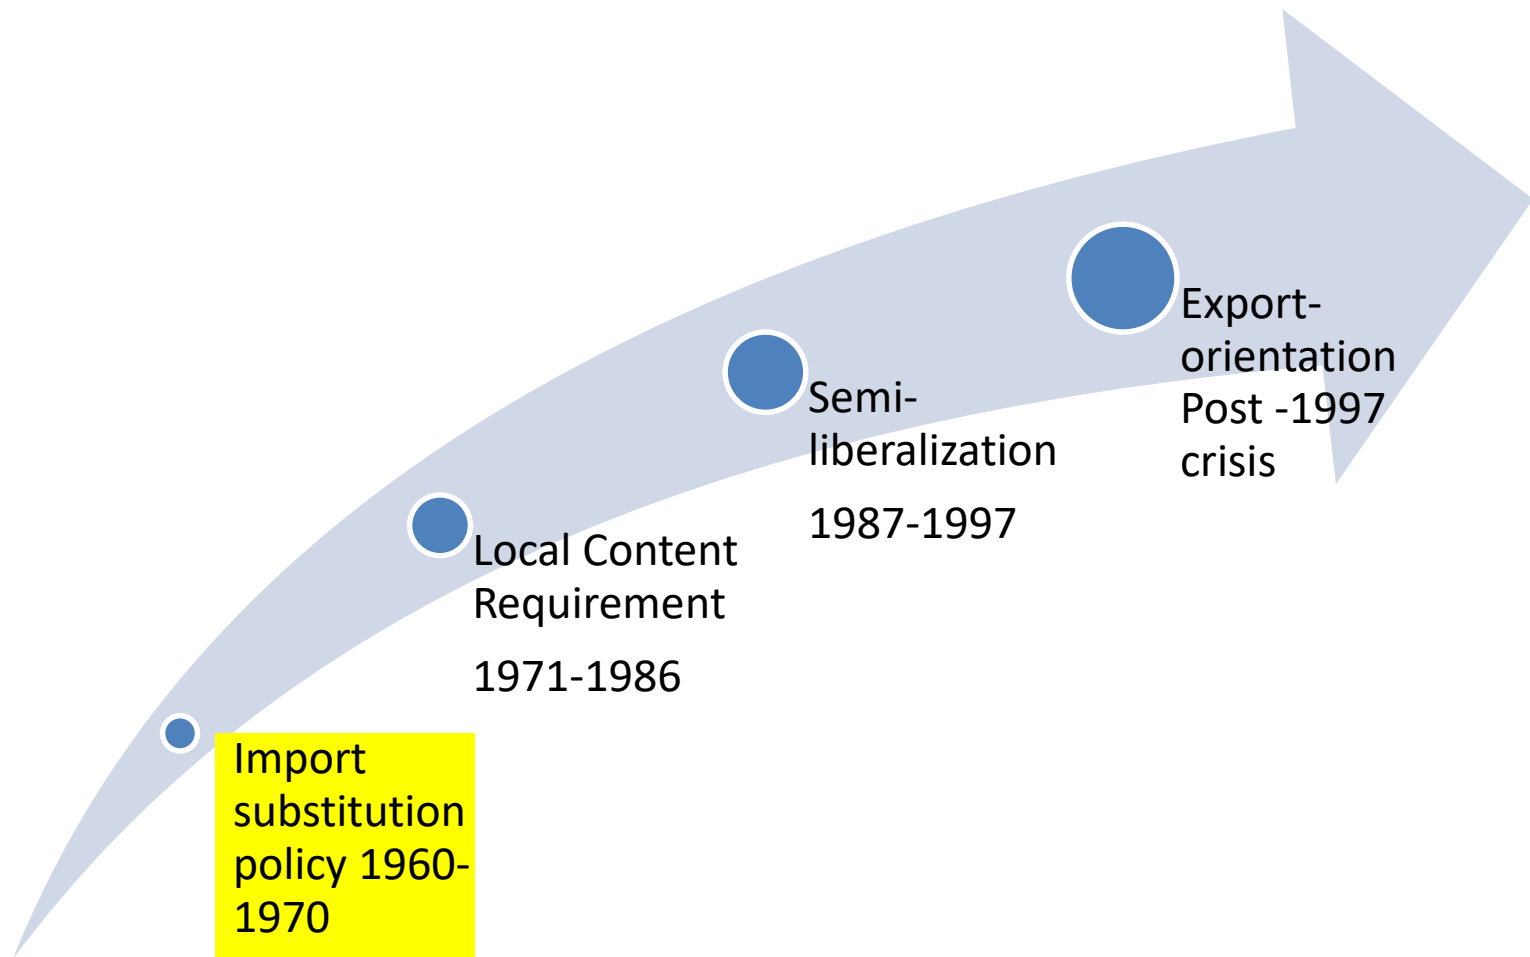 Import
substitution
policy 1960-
1970
Local Content
Requirement
1971-1986
Semi-
liberalization
1987-1997
Export-
orientation
Post -1997
crisis